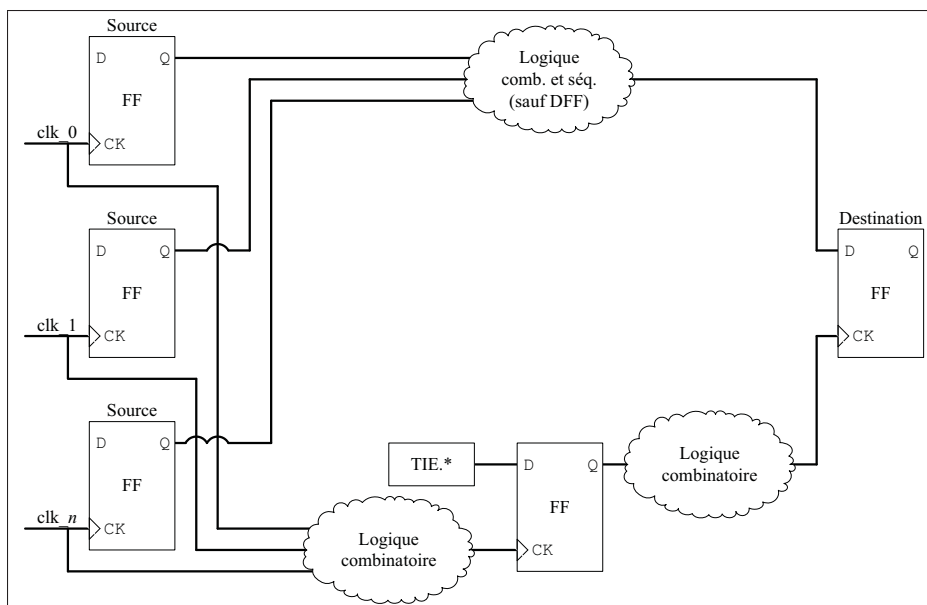 Source
D Q
FF
clk_0
CK
Logique
comb. et séq.
(sauf DFF)
Source
D Q
FF
clk_1
CK
Destination
D Q
FF
CK
Source
D Q
FF
clk_n
CK
TIE.*
D Q
FF
CK
Logique
combinatoire
Logique
combinatoire